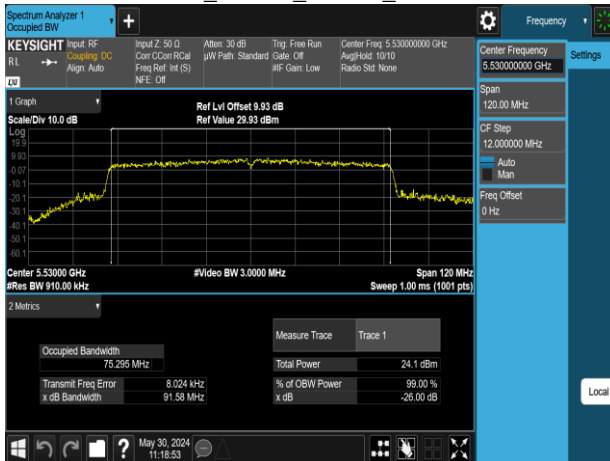 Spectrum Analyzer 1
Occupied BW
Frequency
KEYSIGHT
RL
LXI
Input: RF
Coupling: DC
Align: Auto
Input Z: 50 Ω
Corr CCorr RCal
Freq Ref: Int (S)
NFE: Off
Atten: 30 dB
µW Path: Standard
Trig: Free Run
Gate: Off
#IF Gain: Low
Center Freq: 5.530000000 GHz
Avg|Hold: 10/10
Radio Std: None
Center Frequency
5.530000000 GHz
Settings
Span
120.00 MHz
CF Step
12.000000 MHz
Auto
Man
Freq Offset
0 Hz
Local
1 Graph
Scale/Div 10.0 dB
Ref Lvl Offset 9.93 dB
Ref Value 29.93 dBm
Log
19.9
9.93
-0.07
-10.1
-20.1
-30.1
-40.1
-50.1
-60.1
Center 5.53000 GHz
#Video BW 3.0000 MHz
Span 120 MHz
#Res BW 910.00 kHz
Sweep 1.00 ms (1001 pts)
2 Metrics
Measure Trace
Trace 1
Occupied Bandwidth
75.295 MHz
Total Power
24.1 dBm
Transmit Freq Error
8.024 kHz
% of OBW Power
99.00 %
x dB Bandwidth
91.58 MHz
x dB
-26.00 dB
?
May 30, 2024
11:18:53